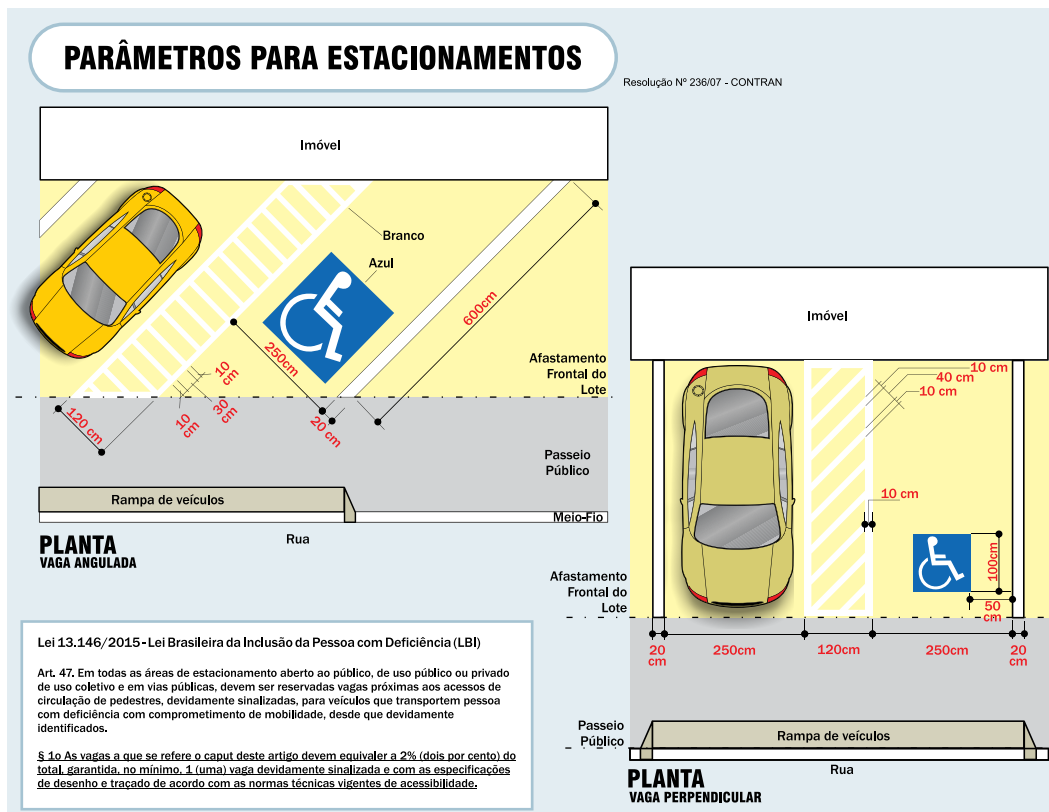 PARÂMETROS PARA ESTACIONAMENTOS
Resolução Nº 236/07 - CONTRAN
Imóvel
Branco
Azul
600cm
250cm
10 cm
30 cm
10 cm
20 cm
120 cm
Afastamento
Frontal do
Lote
Passeio
Público
Rampa de veículos
Meio-Fio
Rua
PLANTA
VAGA ANGULADA
Imóvel
10 cm
40 cm
10 cm
10 cm
100cm
50 cm
Afastamento
Frontal do
Lote
20 cm
250cm
120cm
250cm
20 cm
Passeio
Público
Rampa de veículos
Rua
PLANTA
VAGA PERPENDICULAR
Lei 13.146/2015-Lei Brasileira da Inclusão da Pessoa com Deficiência (LBI)
Art. 47. Em todas as áreas de estacionamento aberto ao público, de uso público ou privado
de uso coletivo e em vias públicas, devem ser reservadas vagas próximas aos acessos de
circulação de pedestres, devidamente sinalizadas, para veículos que transportem pessoa
com deficiência com comprometimento de mobilidade, desde que devidamente
identificados.
§ 1o As vagas a que se refere o caput deste artigo devem equivaler a 2% (dois por cento) do
total, garantida, no mínimo, 1 (uma) vaga devidamente sinalizada e com as especificações
de desenho e traçado de acordo com as normas técnicas vigentes de acessibilidade.